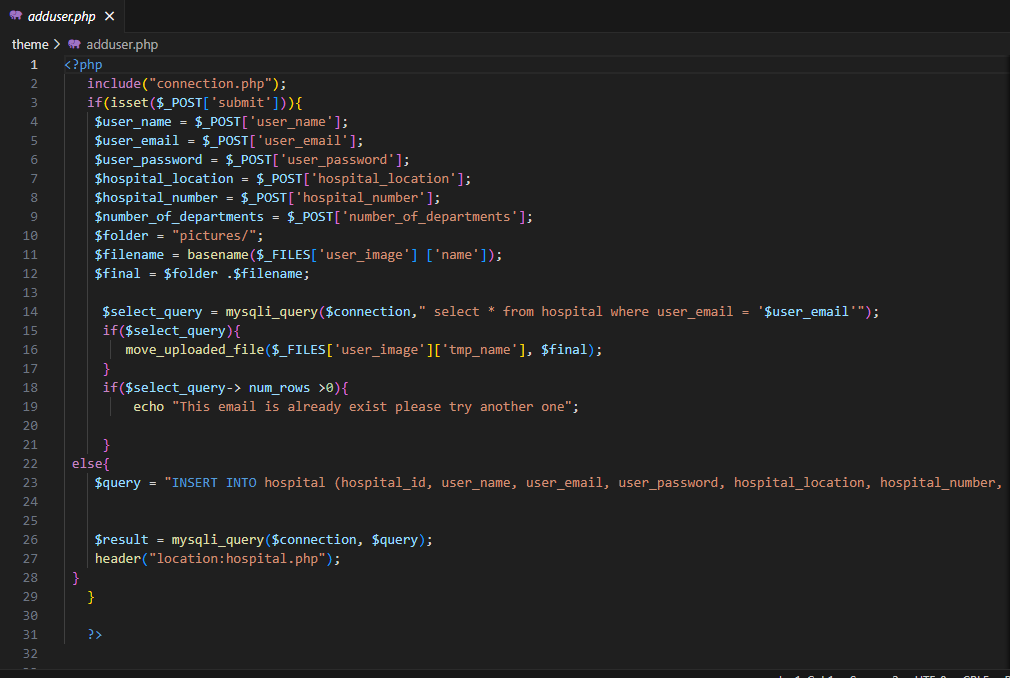 adduser.php
theme > adduser.php
1 <?php
2 include("connection.php");
3 if(isset($_POST['submit'])){
4 $user_name = $_POST['user_name'];
5 $user_email = $_POST['user_email'];
6 $user_password = $_POST['user_password'];
7 $hospital_location = $_POST['hospital_location'];
8 $hospital_number = $_POST['hospital_number'];
9 $number_of_departments = $_POST['number_of_departments'];
10 $folder = "pictures/";
11 $filename = basename($_FILES['user_image'] ['name']);
12 $final = $folder .$filename;
13
14 $select_query = mysqli_query($connection," select * from hospital where user_email = '$user_email'");
15 if($select_query){
16 move_uploaded_file($_FILES['user_image']['tmp_name'], $final);
17 }
18 if($select_query-> num_rows >0){
19 echo "This email is already exist please try another one";
20
21 }
22 else{
23 $query = "INSERT INTO hospital (hospital_id, user_name, user_email, user_password, hospital_location, hospital_number,
24
25
26 $result = mysqli_query($connection, $query);
27 header("location:hospital.php");
28 }
29 }
30
31 ?>
32